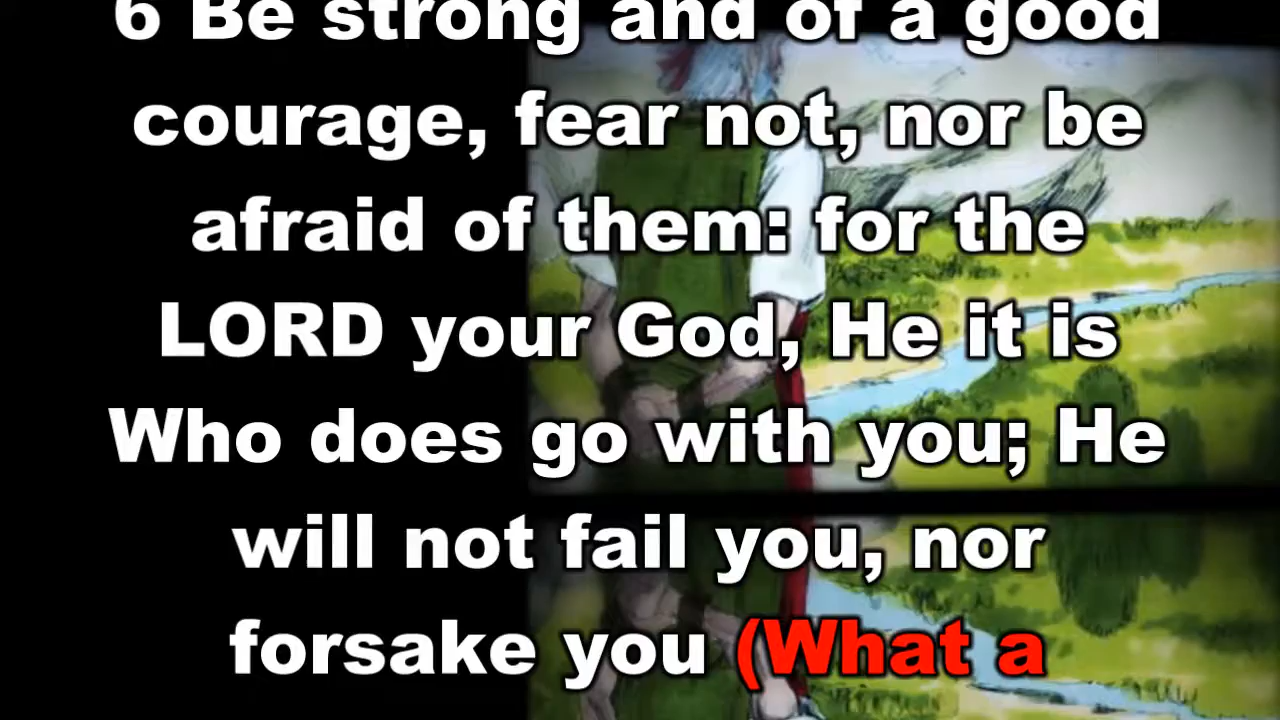 6 Be strong and of a good
courage, fear not, nor be
afraid of them: for the
LORD your God, He it is
Who does go with you; He
will not fail you, nor
forsake you (What a